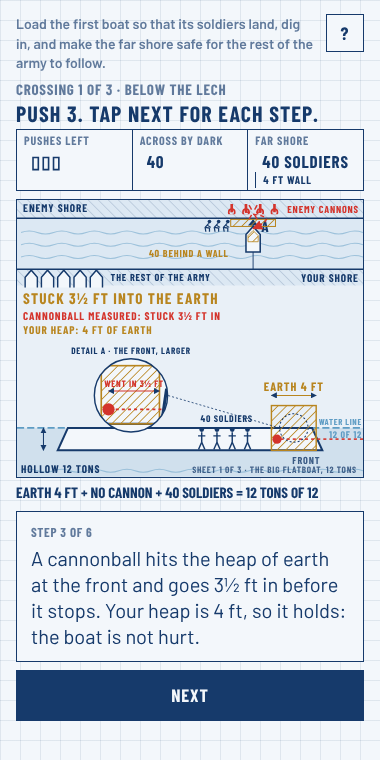 Load the first boat so that its soldiers land, dig
in, and make the far shore safe for the rest of the
army to follow.
?
CROSSING 1 OF 3 · BELOW THE LECH
PUSH 3. TAP NEXT FOR EACH STEP.
PUSHES LEFT
ACROSS BY DARK
40
FAR SHORE
40 SOLDIERS
4 FT WALL
ENEMY SHORE
ENEMY CANNONS
40 BEHIND A WALL
THE REST OF THE ARMY
YOUR SHORE
STUCK 3½ FT INTO THE EARTH
CANNONBALL MEASURED: STUCK 3½ FT IN
YOUR HEAP: 4 FT OF EARTH
DETAIL A · THE FRONT, LARGER
WENT IN 3½ FT
EARTH 4 FT
40 SOLDIERS
WATER LINE
12 OF 12
FRONT
HOLLOW 12 TONS
SHEET 1 OF 3 · THE BIG FLATBOAT, 12 TONS
EARTH 4 FT + NO CANNON + 40 SOLDIERS = 12 TONS OF 12
STEP 3 OF 6
A cannonball hits the heap of earth
at the front and goes 3½ ft in before
it stops. Your heap is 4 ft, so it holds:
the boat is not hurt.
NEXT